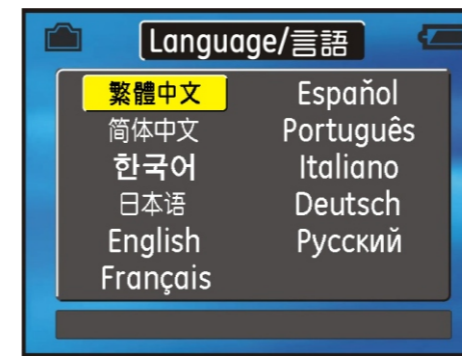 Language/言語
繁體中文
简体中文
한국어
日本语
English
Français
Espaňol
Português
Italiano
Deutsch
Русский